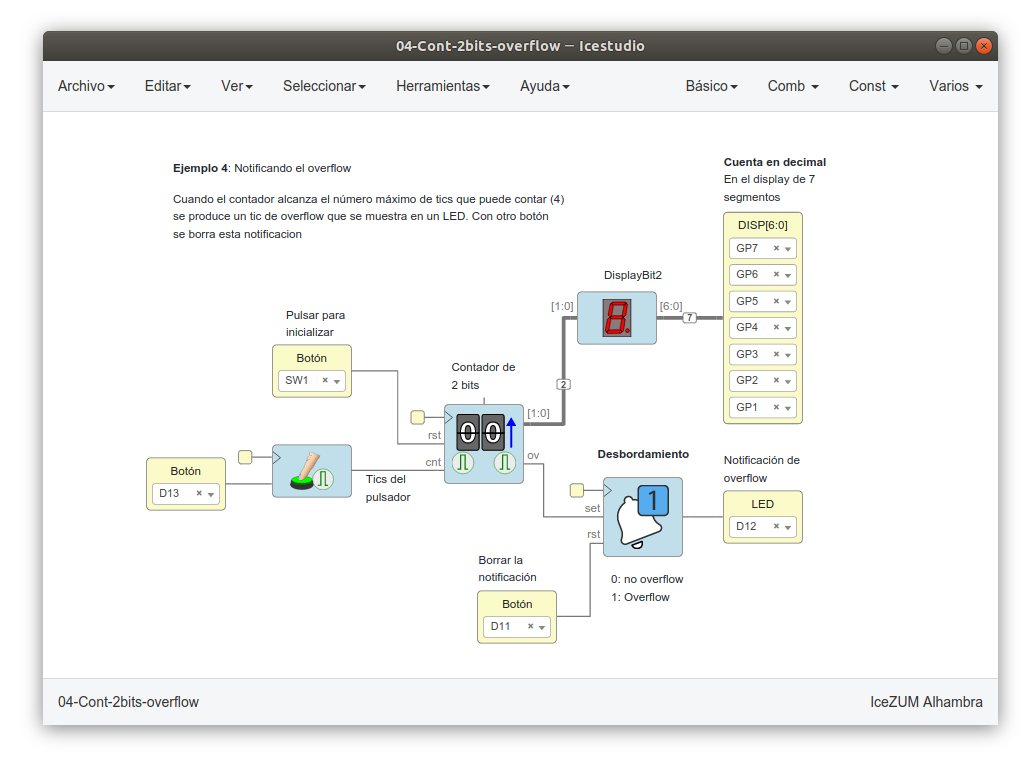 04-Cont-2bits-overflow — Icestudio
Archivo Editar Ver Seleccionar Herramientas Ayuda Básico Comb Const Varios
Ejemplo 4: Notificando el overflow
Cuando el contador alcanza el número máximo de tics que puede contar (4)
se produce un tic de overflow que se muestra en un LED. Con otro botón
se borra esta notificacion
Cuenta en decimal
En el display de 7
segmentos
DISP[6:0]
GP7
GP6
GP5
GP4
GP3
GP2
GP1
DisplayBit2
[1:0]
[6:0]
7
2
Pulsar para
inicializar
Botón
SW1
Contador de
2 bits
rst
cnt
00
[1:0]
ov
Botón
D13
Tics del
pulsador
Desbordamiento
set
rst
1
0: no overflow
1: Overflow
Notificación de
overflow
LED
D12
Borrar la
notificación
Botón
D11
04-Cont-2bits-overflow
IceZUM Alhambra